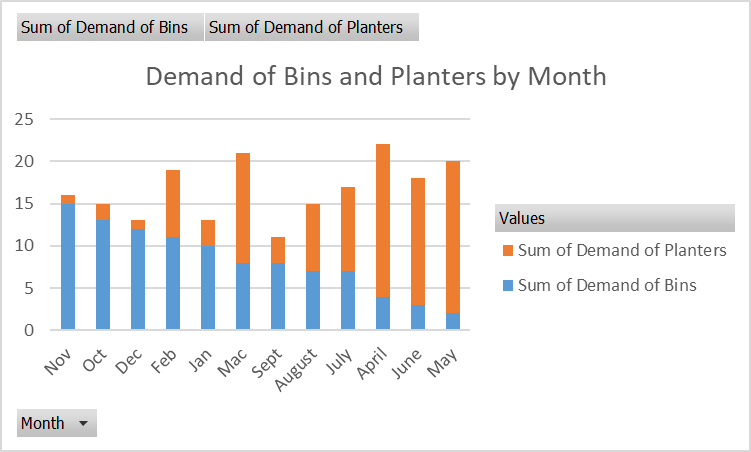 Sum of Demand of Bins Sum of Demand of Planters
Demand of Bins and Planters by Month
25
20
15
10
5
0
Nov Oct Dec Feb Jan Mac Sept August July April June May
Values
Sum of Demand of Planters
Sum of Demand of Bins
Month